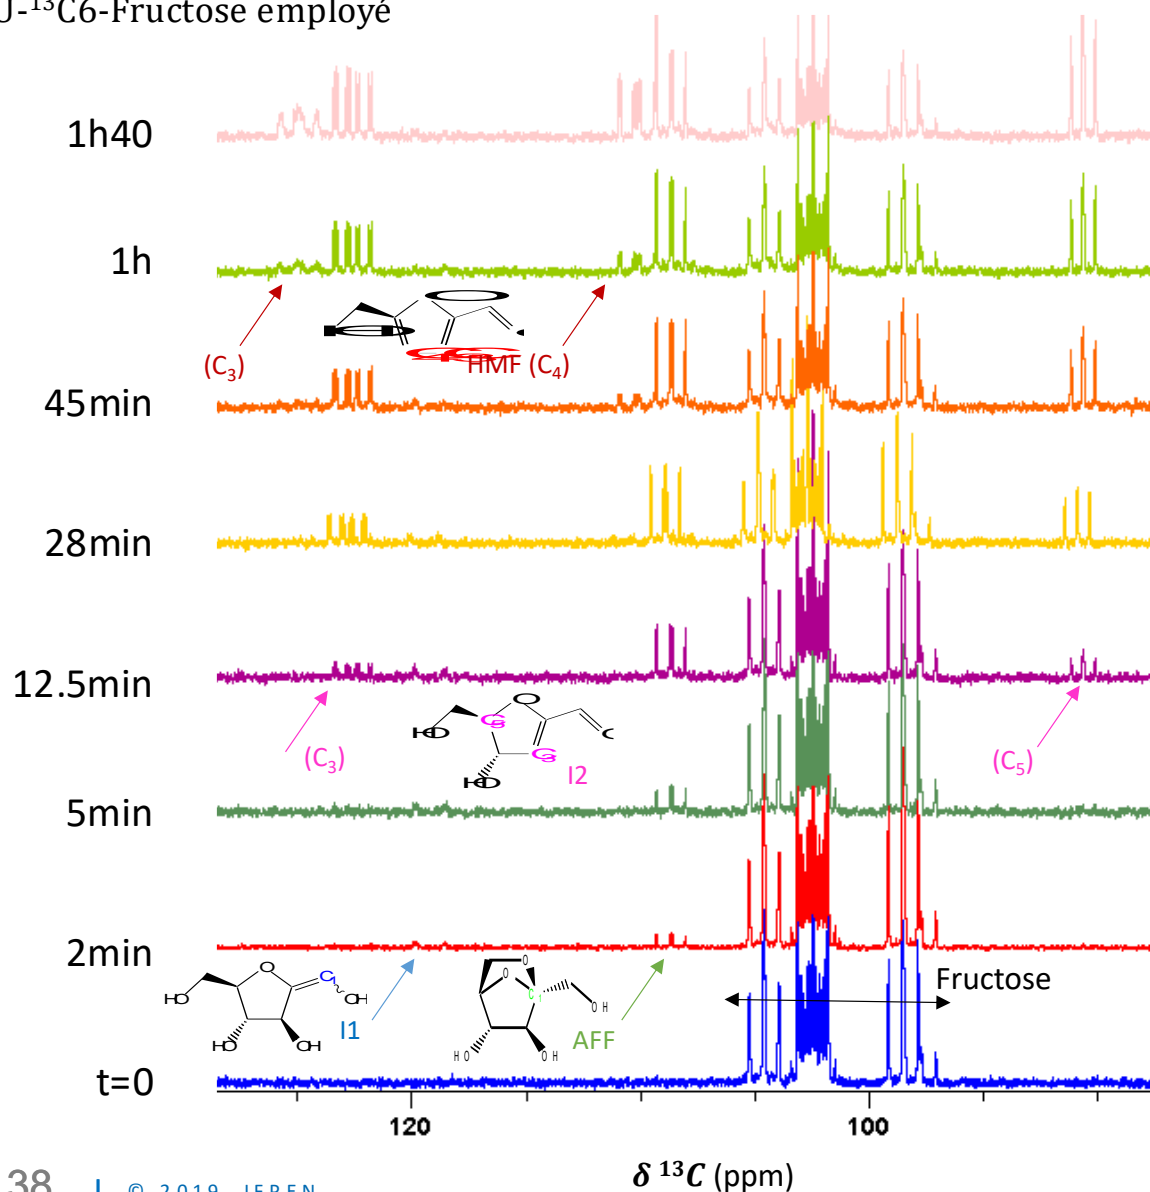 U-¹³C6-Fructose employé
1h40
1h
(C₃)
HMF (C₄)
45min
28min
12.5min
(C₃)
I2
(C₅)
5min
2min
Fructose
I1
AFF
t=0
120
100
δ ¹³C (ppm)
38 | © 2019 IFPEN